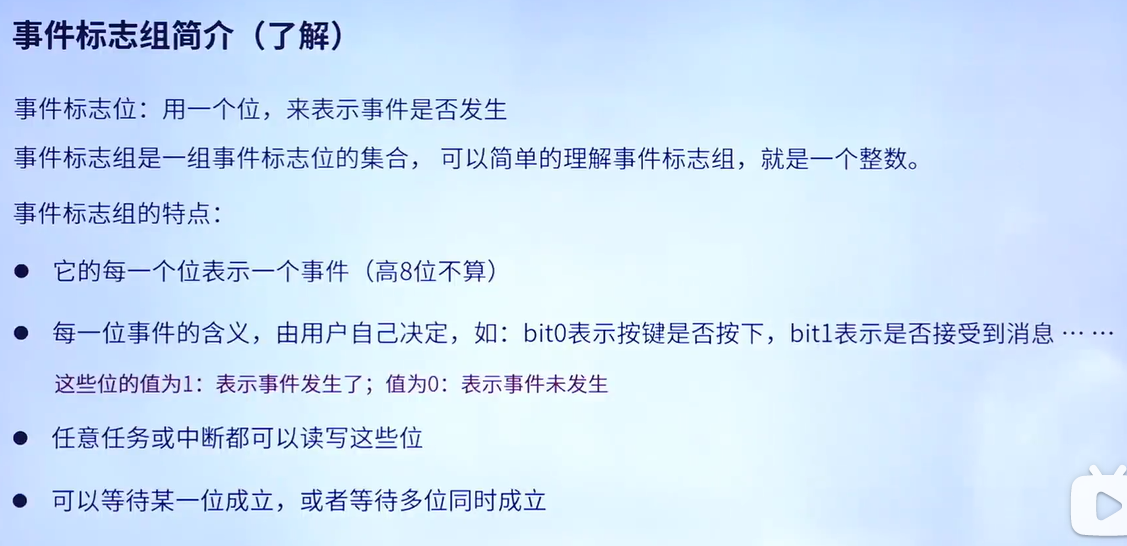 事件标志组简介（了解）
事件标志位：用一个位，来表示事件是否发生
事件标志组是一组事件标志位的集合， 可以简单的理解事件标志组，就是一个整数。
事件标志组的特点：
● 它的每一个位表示一个事件（高8位不算）
● 每一位事件的含义，由用户自己决定，如：bit0表示按键是否按下，bit1表示是否接受到消息 … …
这些位的值为1：表示事件发生了；值为0：表示事件未发生
● 任意任务或中断都可以读写这些位
● 可以等待某一位成立，或者等待多位同时成立